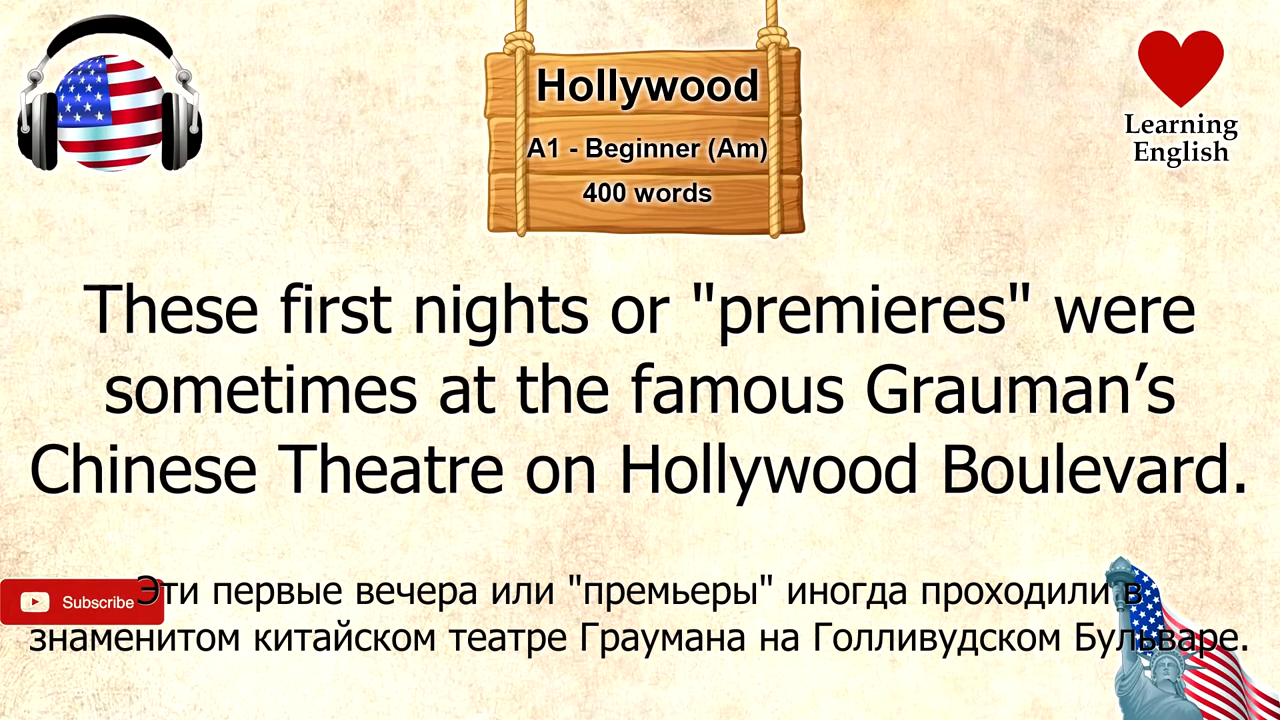 Hollywood
A1 - Beginner (Am)
400 words
Learning
English
These first nights or "premieres" were
sometimes at the famous Grauman’s
Chinese Theatre on Hollywood Boulevard.
Subscribe
Эти первые вечера или "премьеры" иногда проходили в
знаменитом китайском театре Граумана на Голливудском Бульваре.